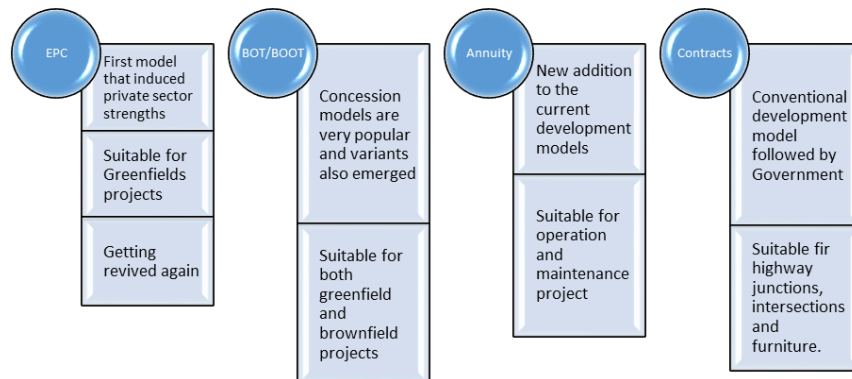 EPC
First model
that induced
private sector
strengths
Suitable for
Greenfields
projects
Getting
revived again
BOT/BOOT
Concession
models are
very popular
and variants
also emerged
Suitable for
both
greenfield
and
brownfield
projects
Annuity
New addition
to the
current
development
models
Suitable for
operation
and
maintenance
project
Contracts
Conventional
development
model
followed by
Government
Suitable fir
highway
junctions,
intersections
and
furniture.